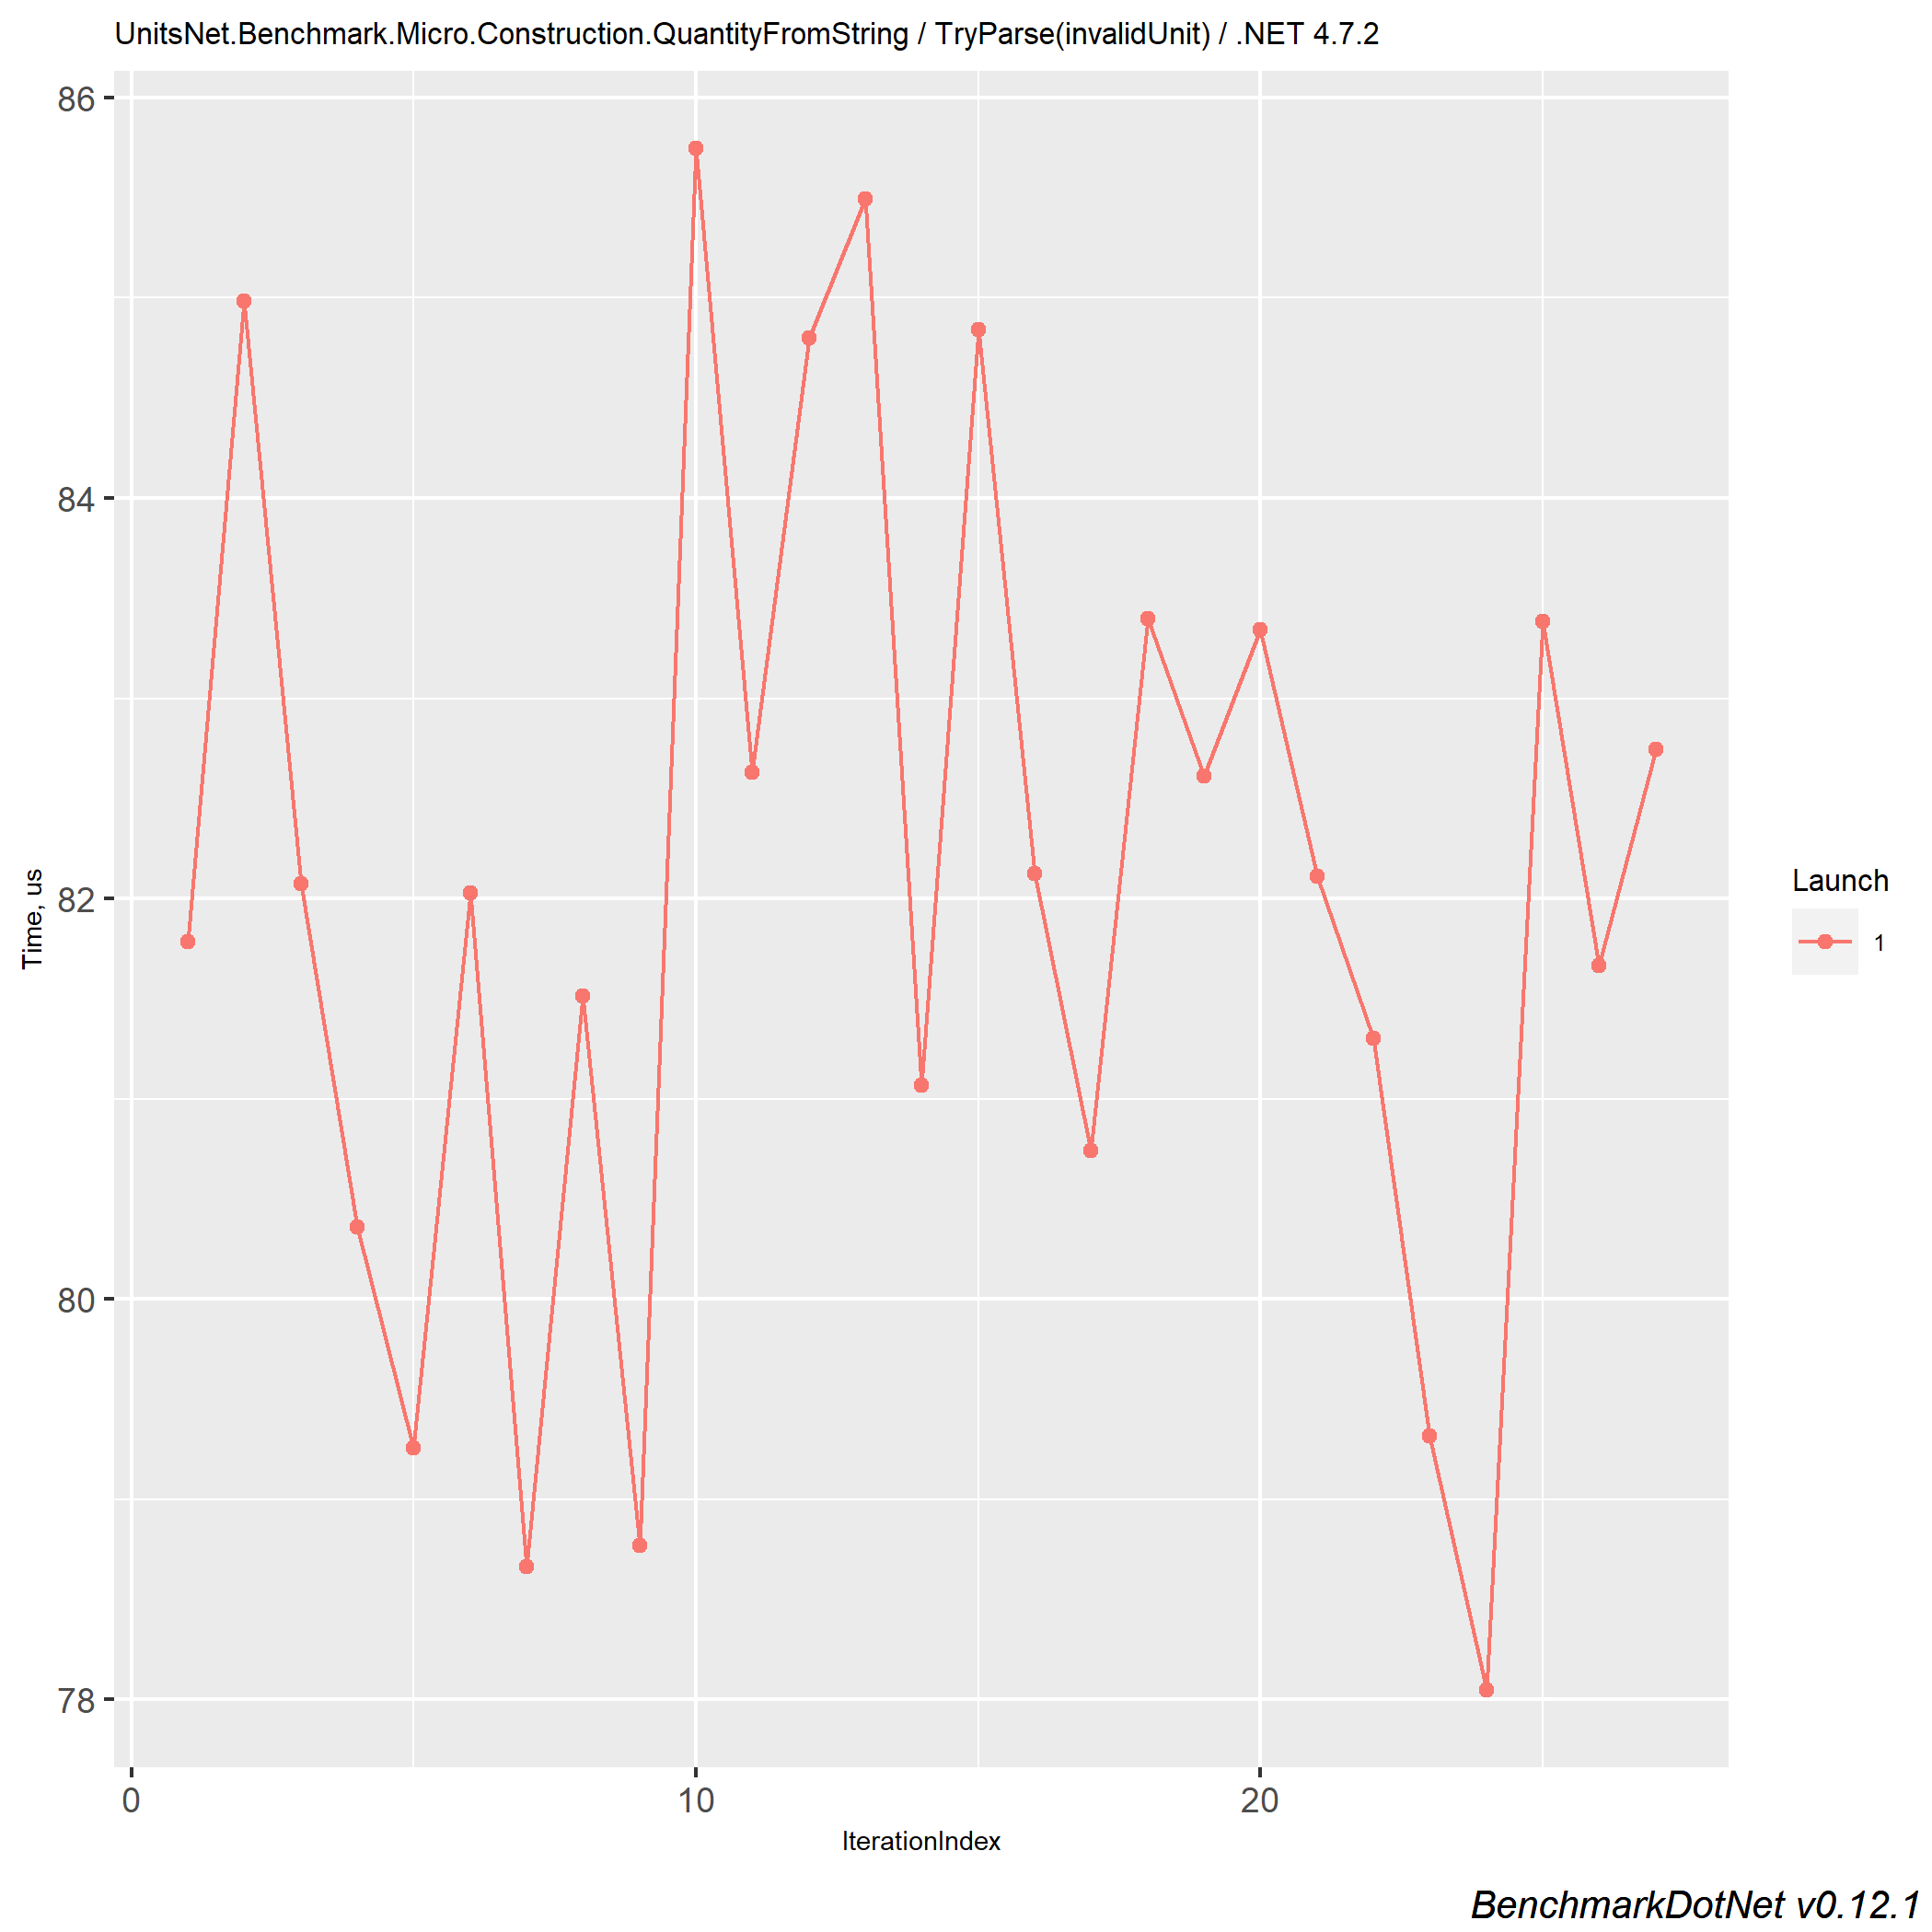 UnitsNet.Benchmark.Micro.Construction.QuantityFromString / TryParse(invalidUnit) / .NET 4.7.2
86
84
82
80
78
Time, us
0 10 20
IterationIndex
Launch
1
BenchmarkDotNet v0.12.1